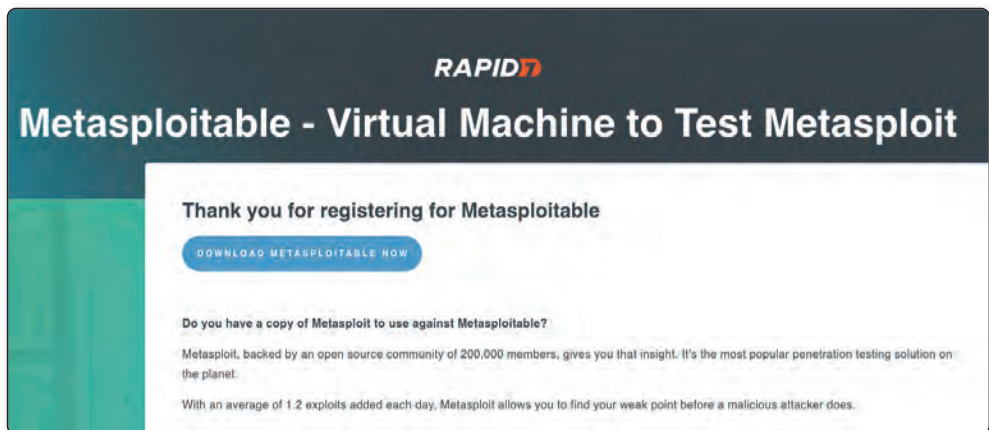 RAPID7
Metasploitable - Virtual Machine to Test Metasploit
Thank you for registering for Metasploitable
DOWNLOAD METASPLOITABLE NOW
Do you have a copy of Metasploit to use against Metasploitable?
Metasploit, backed by an open source community of 200,000 members, gives you that insight. It's the most popular penetration testing solution on
the planet.
With an average of 1.2 exploits added each day, Metasploit allows you to find your weak point before a malicious attacker does.